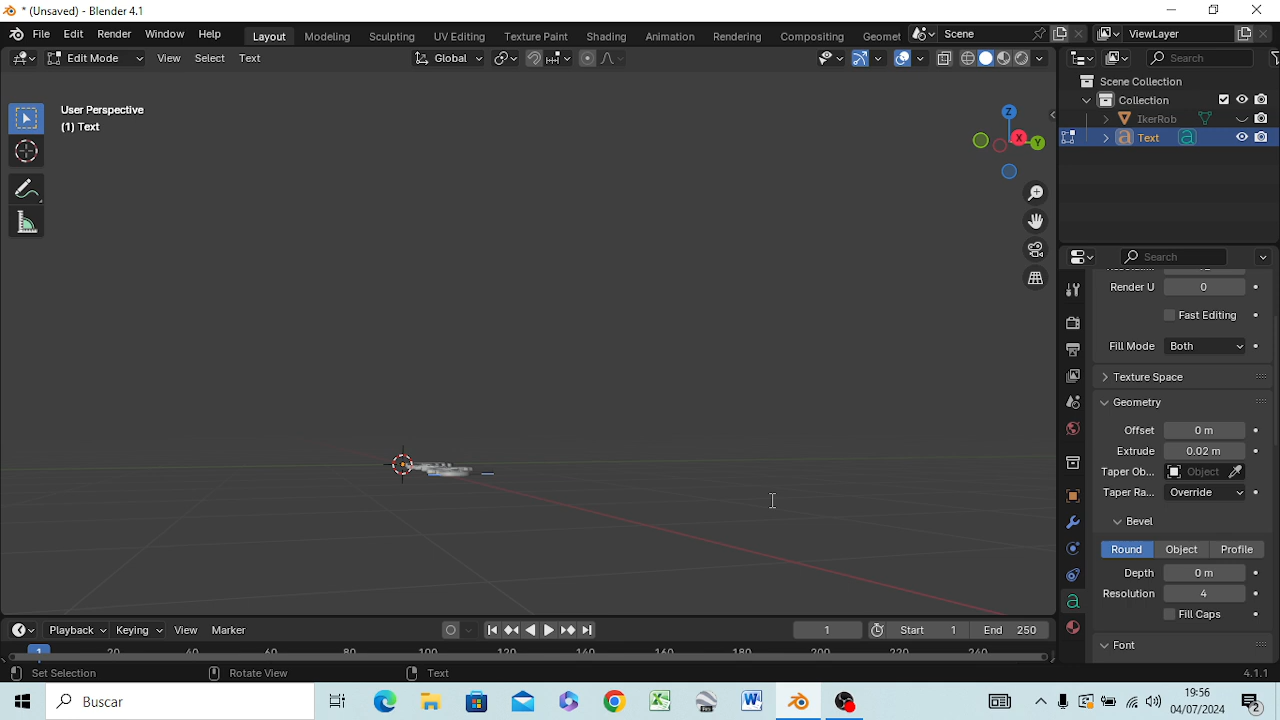 * (Unsaved) - Blender 4.1
File Edit Render Window Help
Layout Modeling Sculpting UV Editing Texture Paint Shading Animation Rendering Compositing Geomet
Scene
ViewLayer
Edit Mode View Select Text
Global
Search
User Perspective
(1) Text
Z
X
Y
Scene Collection
Collection
IkerRob
Text
Search
Render U 0
Fast Editing
Fill Mode Both
Texture Space
Geometry
Offset 0 m
Extrude 0.02 m
Taper Ob... Object
Taper Ra... Override
Bevel
Round Object Profile
Depth 0 m
Resolution 4
Fill Caps
Font
Playback Keying View Marker
1
Start 1 End 250
1 20 40 60 80 100 120 140 160 180 200 220 240
Set Selection Rotate View Text 4.1.1
Buscar
19:56
04/07/2024
2